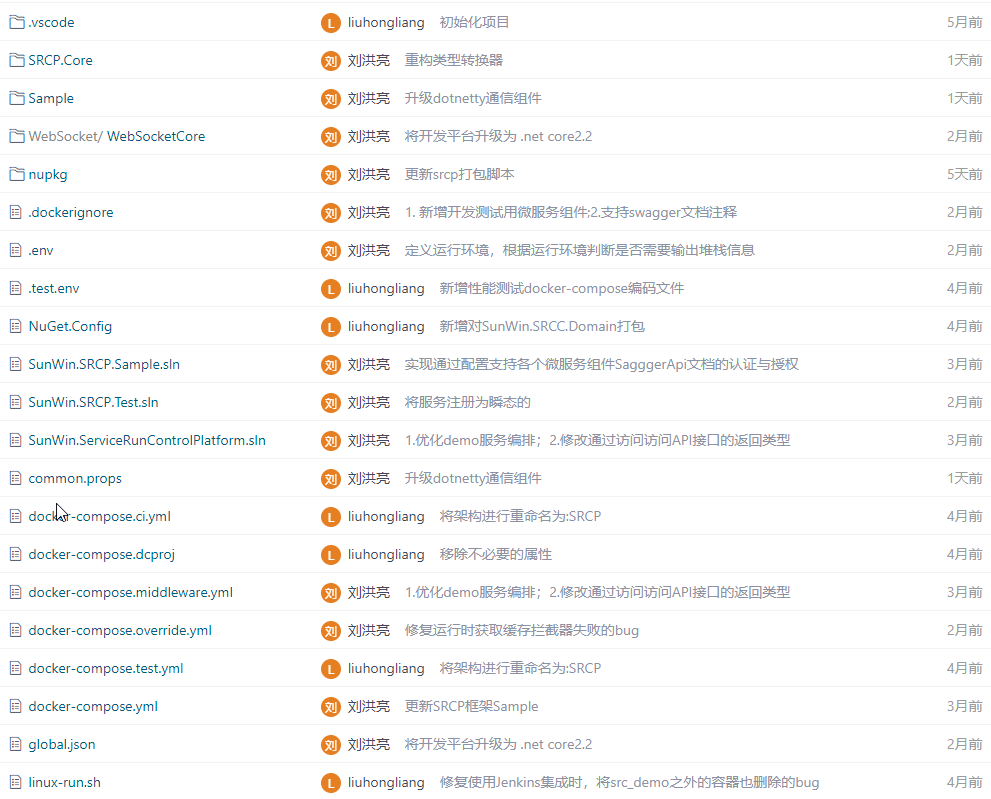 .vscode L liuhongliang 初始化项目 5月前
SRCP.Core 刘 刘洪亮 重构类型转换器 1天前
Sample 刘 刘洪亮 升级dotnetty通信组件 1天前
WebSocket/ WebSocketCore 刘 刘洪亮 将开发平台升级为 .net core2.2 2月前
nupkg 刘 刘洪亮 更新srcp打包脚本 5天前
.dockerignore 刘 刘洪亮 1. 新增开发测试用微服务组件;2.支持swagger文档注释 2月前
.env 刘 刘洪亮 定义运行环境，根据运行环境判断是否需要输出堆栈信息 2月前
.test.env L liuhongliang 新增性能测试docker-compose编码文件 4月前
NuGet.Config L liuhongliang 新增对SunWin.SRCC.Domain打包 4月前
SunWin.SRCP.Sample.sln 刘 刘洪亮 实现通过配置支持各个微服务组件SagggerApi文档的认证与授权 3月前
SunWin.SRCP.Test.sln 刘 刘洪亮 将服务注册为瞬态的 2月前
SunWin.ServiceRunControlPlatform.sln 刘 刘洪亮 1.优化demo服务编排；2.修改通过访问访问API接口的返回类型 3月前
common.props 刘 刘洪亮 升级dotnetty通信组件 1天前
docker-compose.ci.yml L liuhongliang 将架构进行重命名为:SRCP 4月前
docker-compose.dcproj L liuhongliang 移除不必要的属性 4月前
docker-compose.middleware.yml 刘 刘洪亮 1.优化demo服务编排；2.修改通过访问访问API接口的返回类型 3月前
docker-compose.override.yml 刘 刘洪亮 修复运行时获取缓存拦截器失败的bug 2月前
docker-compose.test.yml L liuhongliang 将架构进行重命名为:SRCP 4月前
docker-compose.yml 刘 刘洪亮 更新SRCP框架Sample 3月前
global.json 刘 刘洪亮 将开发平台升级为 .net core2.2 2月前
linux-run.sh L liuhongliang 修复使用Jenkins集成时，将src_demo之外的容器也删除的bug 4月前